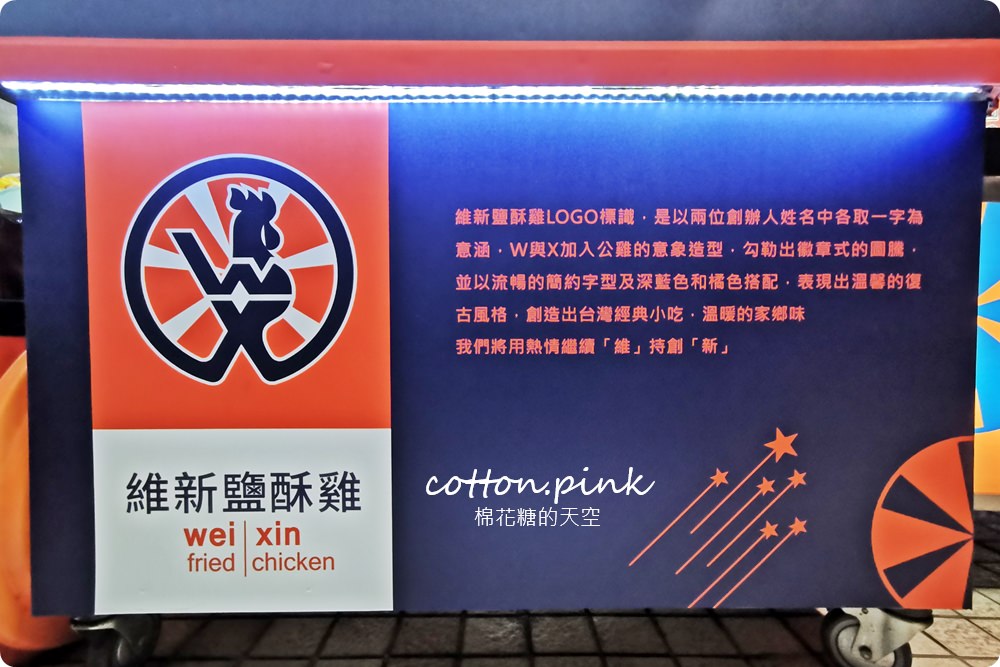 維新鹽酥雞
wei xin
fried chicken
維新鹽酥雞LOGO標識，是以兩位創辦人姓名中各取一字為
意涵，W與X加入公雞的意象造型，勾勒出徽章式的圖騰，
並以流暢的簡約字型及深藍色和橘色搭配，表現出溫馨的復
古風格，創造出台灣經典小吃，溫暖的家鄉味
我們將用熱情繼續「維」持創「新」
cotton.pink
棉花糖的天空